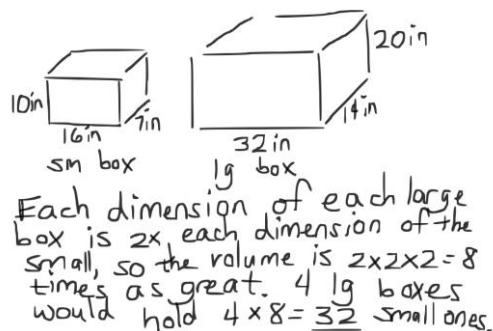 20in
10in
14in
16in
7in
32in
sm box
lg box
Each dimension of each large
box is 2x each dimension of the
small, so the volume is 2x2x2=8
times as great. 4 lg boxes
would hold 4×8=32 small ones